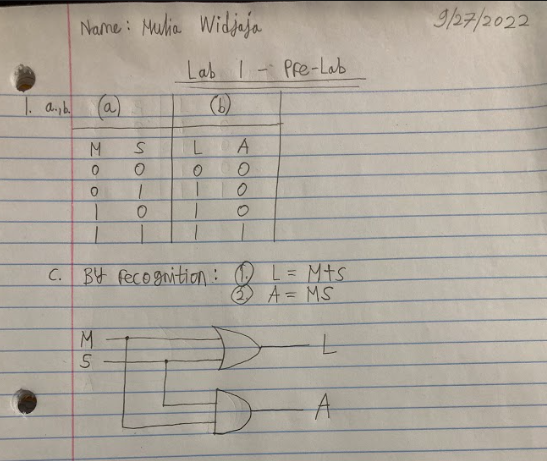 Name: Mulia Widjaja
9/27/2022
Lab 1 - Pre-Lab
1. a., b. (a) (b)
M S L A
0 0 0 0
0 1 1 0
1 0 1 0
1 1 1 1
C. By recognition: ① L = M+S
② A = MS
M
S
L
A